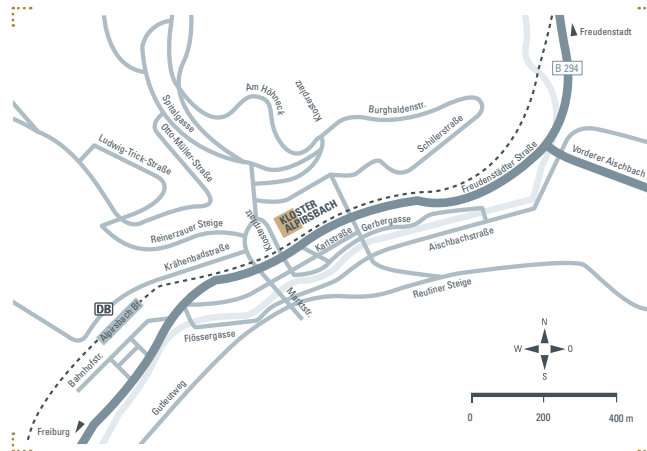 Freudenstadt
B 294
Am Höhneck
Klosterplatz
Burghaldenstr.
Spitalgasse
Otto-Müller-Straße
Schillerstraße
Ludwig-Trick-Straße
Freudenstädter Straße
Vorderer Aischbach
KLOSTER
ALPIRSBACH
Klosterplatz
Reinerzauer Steige
Krähenbadstraße
Karlstraße
Gerbergasse
Aischbachstraße
Reutiner Steige
Marktstr.
DB
Alpirsbach Bf.
Flössergasse
Bahnhofstr.
Gutleutweg
Freiburg
N
W
O
S
0
200
400 m